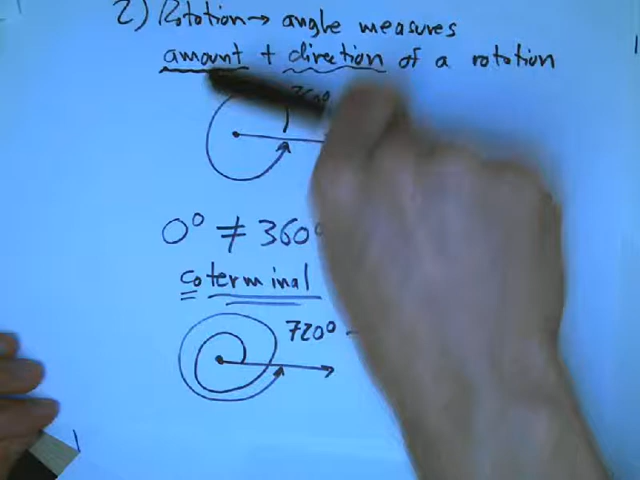 2) Rotation → angle measures
amount + direction of a rotation
0° ≠ 360°
coterminal
720°